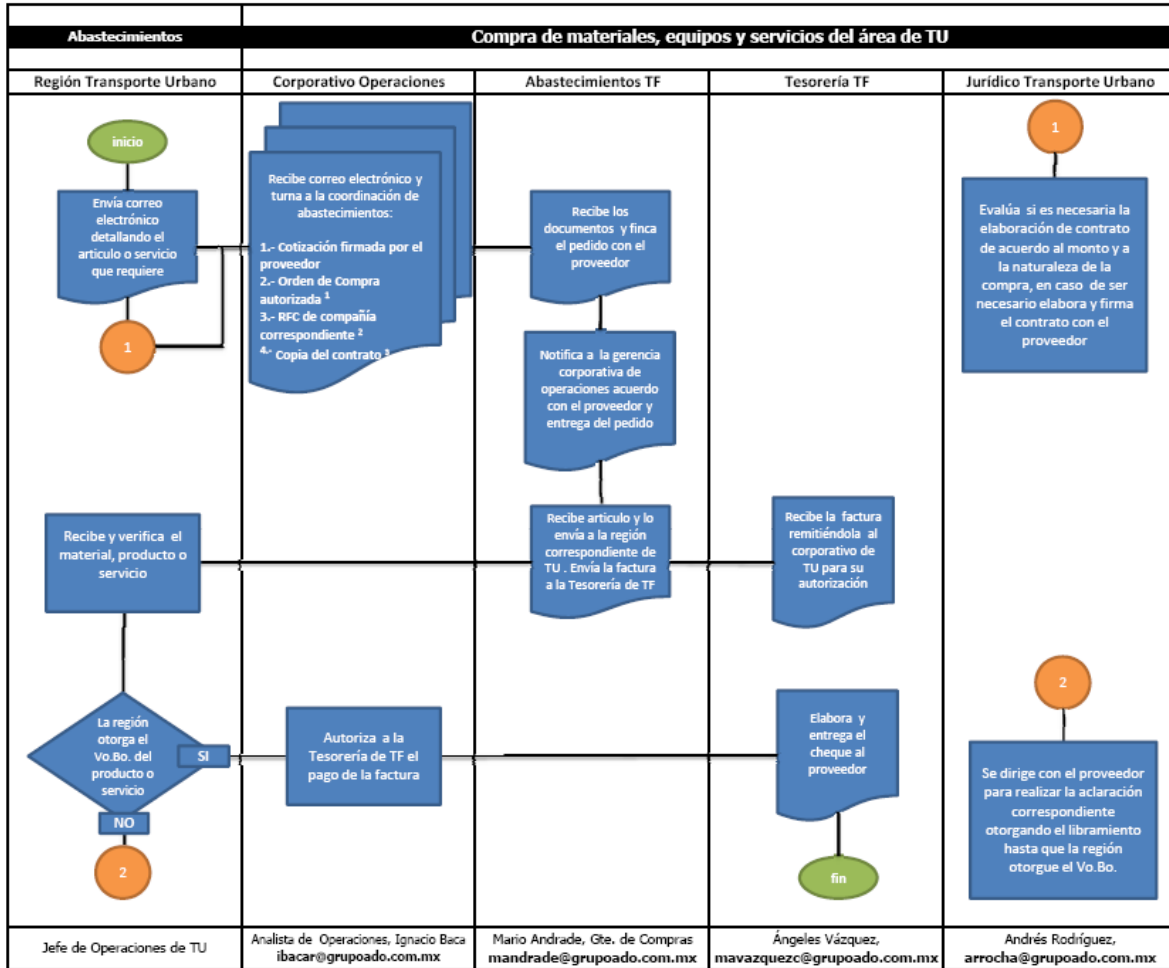 Abastecimientos
Compra de materiales, equipos y servicios del área de TU
Región Transporte Urbano
Corporativo Operaciones
Abastecimientos TF
Tesorería TF
Jurídico Transporte Urbano
inicio
Envía correo
electrónico
detallando el
articulo o servicio
que requiere
1
Recibe correo electrónico y
turna a la coordinación de
abastecimientos:
1.- Cotización firmada por el
proveedor
2.- Orden de Compra
autorizada 1
3.- RFC de compañía
correspondiente 2
4.- Copia del contrato 3
Recibe los
documentos y finca
el pedido con el
proveedor
Notifica a la gerencia
corporativa de
operaciones acuerdo
con el proveedor y
entrega del pedido
1
Evalúa si es necesaria la
elaboración de contrato
de acuerdo al monto y a
la naturaleza de la
compra, en caso de ser
necesario elabora y firma
el contrato con el
proveedor
Recibe y verifica el
material, producto o
servicio
Recibe articulo y lo
envía a la región
correspondiente de
TU . Envía la factura
a la Tesorería de TF
Recibe la factura
remitiéndola al
corporativo de
TU para su
autorización
La región
otorga el
Vo.Bo. del
producto o
servicio
SI
NO
2
Autoriza a la
Tesorería de TF el
pago de la factura
Elabora y
entrega el
cheque al
proveedor
fin
2
Se dirige con el proveedor
para realizar la aclaración
correspondiente
otorgando el libramiento
hasta que la región
otorgue el Vo.Bo.
Jefe de Operaciones de TU
Analista de Operaciones, Ignacio Baca
ibacar@grupoado.com.mx
Mario Andrade, Gte. de Compras
mandrade@grupoado.com.mx
Ángeles Vázquez,
mavazquezc@grupoado.com.mx
Andrés Rodríguez,
arrocha@grupoado.com.mx